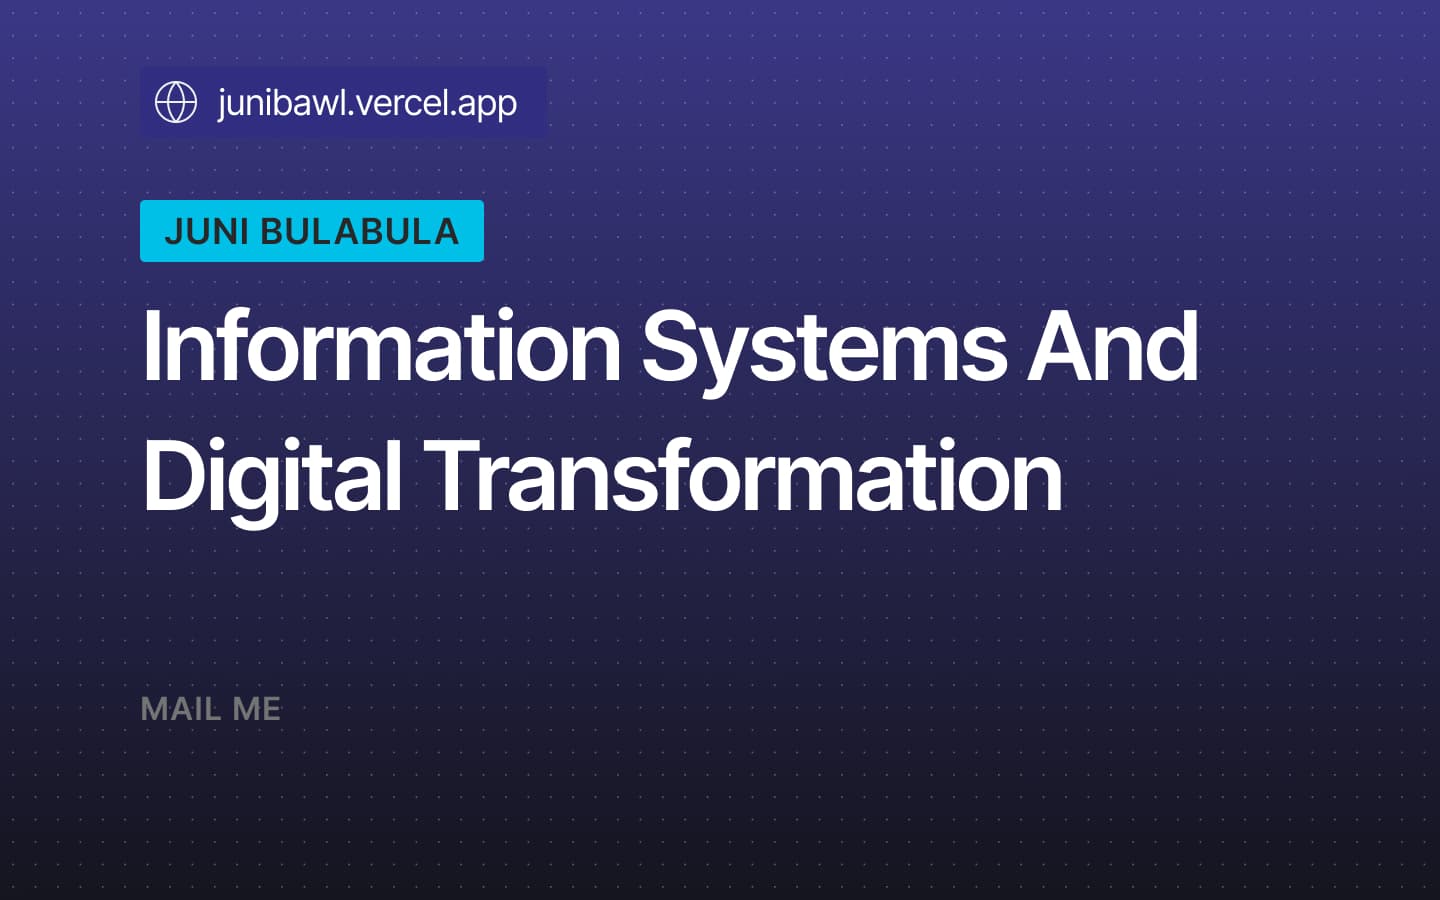 junibawl.vercel.app
JUNI BULABULA
Information Systems And
Digital Transformation
MAIL ME